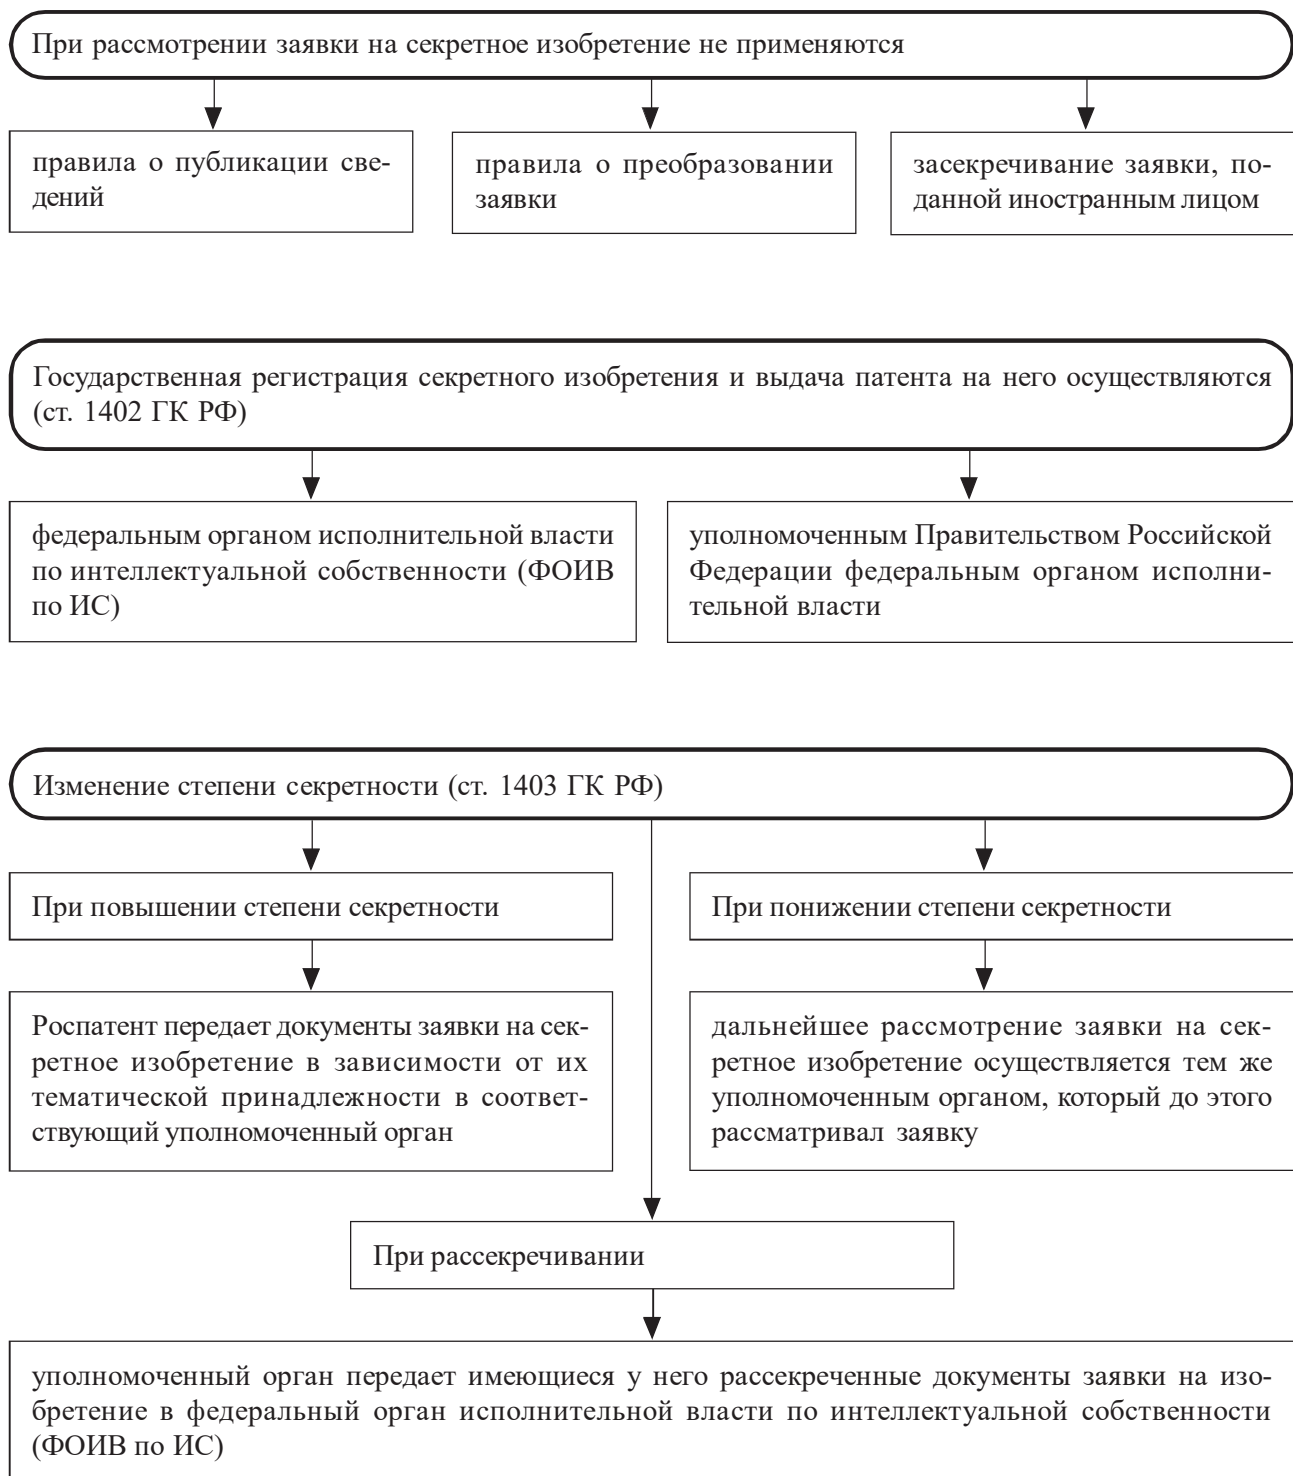 При рассмотрении заявки на секретное изобретение не применяются
правила о публикации све-
дений
правила о преобразовании
заявки
засекречивание заявки, по-
данной иностранным лицом
Государственная регистрация секретного изобретения и выдача патента на него осуществляются
(ст. 1402 ГК РФ)
федеральным органом исполнительной власти
по интеллектуальной собственности (ФОИВ
по ИС)
уполномоченным Правительством Российской
Федерации федеральным органом исполни-
тельной власти
Изменение степени секретности (ст. 1403 ГК РФ)
При повышении степени секретности
Роспатент передает документы заявки на сек-
ретное изобретение в зависимости от их
тематической принадлежности в соответ-
ствующий уполномоченный орган
При понижении степени секретности
дальнейшее рассмотрение заявки на сек-
ретное изобретение осуществляется тем же
уполномоченным органом, который до этого
рассматривал заявку
При рассекречивании
уполномоченный орган передает имеющиеся у него рассекреченные документы заявки на изо-
бретение в федеральный орган исполнительной власти по интеллектуальной собственности
(ФОИВ по ИС)